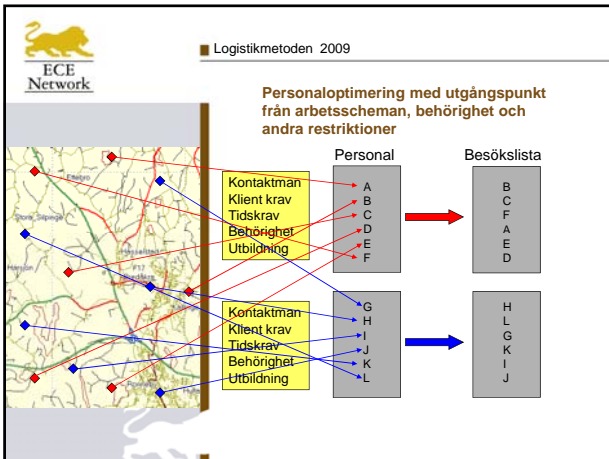 ECE
Network
Logistikmetoden 2009
Personaloptimering med utgångspunkt
från arbetsscheman, behörighet och
andra restriktioner
Personal
Besökslista
Kontaktman
Klient krav
Tidskrav
Behörighet
Utbildning
A
B
C
D
E
F
B
C
F
A
E
D
Kontaktman
Klient krav
Tidskrav
Behörighet
Utbildning
G
H
I
J
K
L
H
L
G
K
I
J